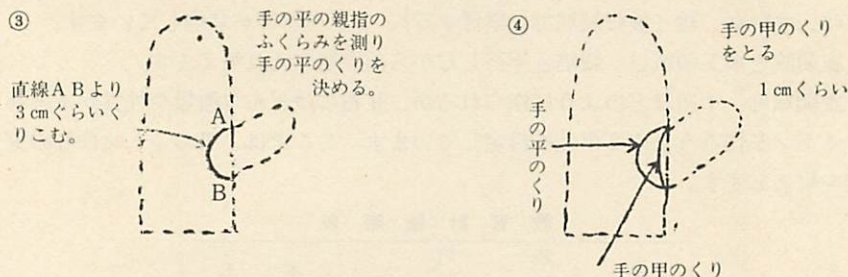 ③
手の平の親指の
ふくらみを測り
手の平のくりを
決める。
直線ABより
3cmぐらいく
りこむ。
A
B
④
手の甲のくり
をとる
1cmくらい
手の平のくり
手の甲のくり